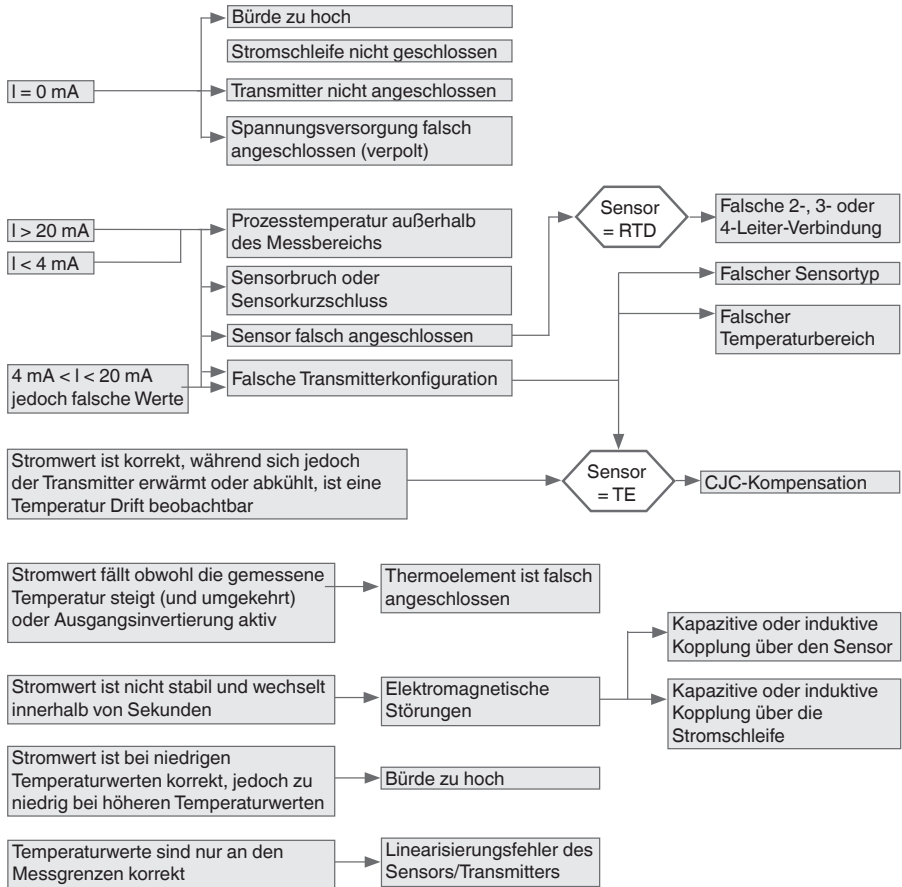 Bürde zu hoch
Stromschleife nicht geschlossen
I = 0 mA
Transmitter nicht angeschlossen
Spannungsversorgung falsch
angeschlossen (verpolt)
I > 20 mA
I < 4 mA
Prozesstemperatur außerhalb
des Messbereichs
Sensor
= RTD
Falsche 2-, 3- oder
4-Leiter-Verbindung
Sensorbruch oder
Sensorkurzschluss
Falscher Sensortyp
Sensor falsch angeschlossen
Falscher
Temperaturbereich
4 mA < I < 20 mA
jedoch falsche Werte
Falsche Transmitterkonfiguration
Stromwert ist korrekt, während sich jedoch
der Transmitter erwärmt oder abkühlt, ist eine
Temperatur Drift beobachtbar
Sensor
= TE
CJC-Kompensation
Stromwert fällt obwohl die gemessene
Temperatur steigt (und umgekehrt)
oder Ausgangsinvertierung aktiv
Thermoelement ist falsch
angeschlossen
Stromwert ist nicht stabil und wechselt
innerhalb von Sekunden
Elektromagnetische
Störungen
Kapazitive oder induktive
Kopplung über den Sensor
Kapazitive oder induktive
Kopplung über die
Stromschleife
Stromwert ist bei niedrigen
Temperaturwerten korrekt, jedoch zu
niedrig bei höheren Temperaturwerten
Bürde zu hoch
Temperaturwerte sind nur an den
Messgrenzen korrekt
Linearisierungsfehler des
Sensors/Transmitters